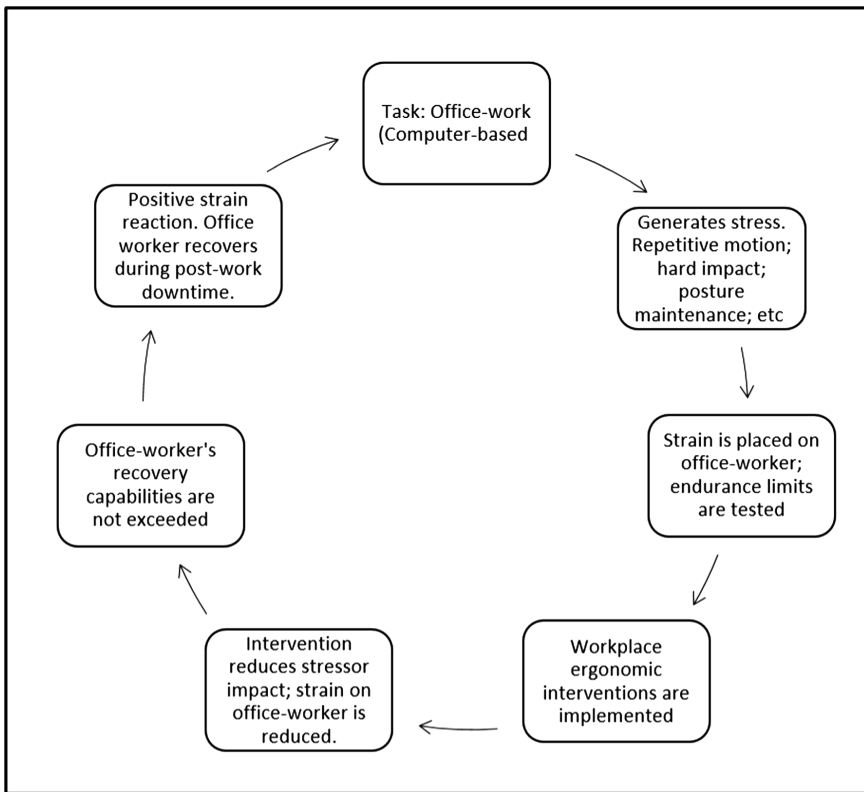 Task: Office-work
(Computer-based
Generates stress.
Repetitive motion;
hard impact;
posture
maintenance; etc
Strain is placed on
office-worker;
endurance limits
are tested
Workplace
ergonomic
interventions are
implemented
Intervention
reduces stressor
impact; strain on
office-worker is
reduced.
Office-worker's
recovery
capabilities are
not exceeded
Positive strain
reaction. Office
worker recovers
during post-work
downtime.